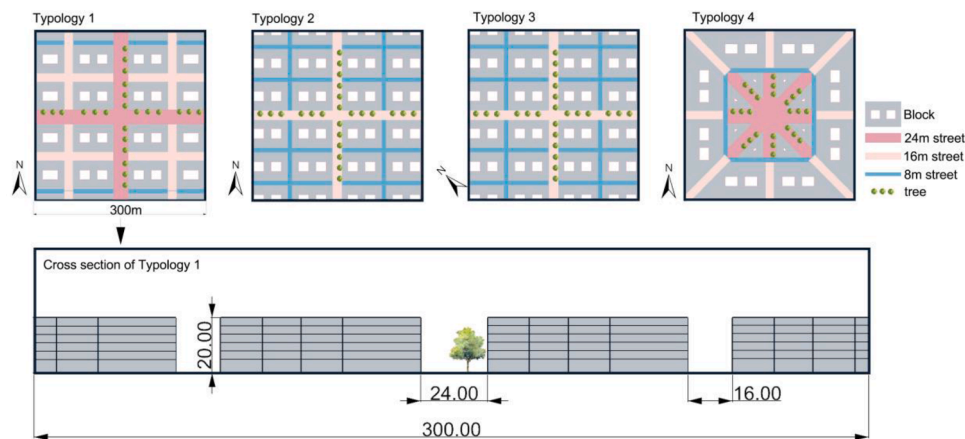 Typology 1
Typology 2
Typology 3
Typology 4
N
N
N
N
300m
Block
24m street
16m street
8m street
tree
Cross section of Typology 1
20.00
24.00
16.00
300.00